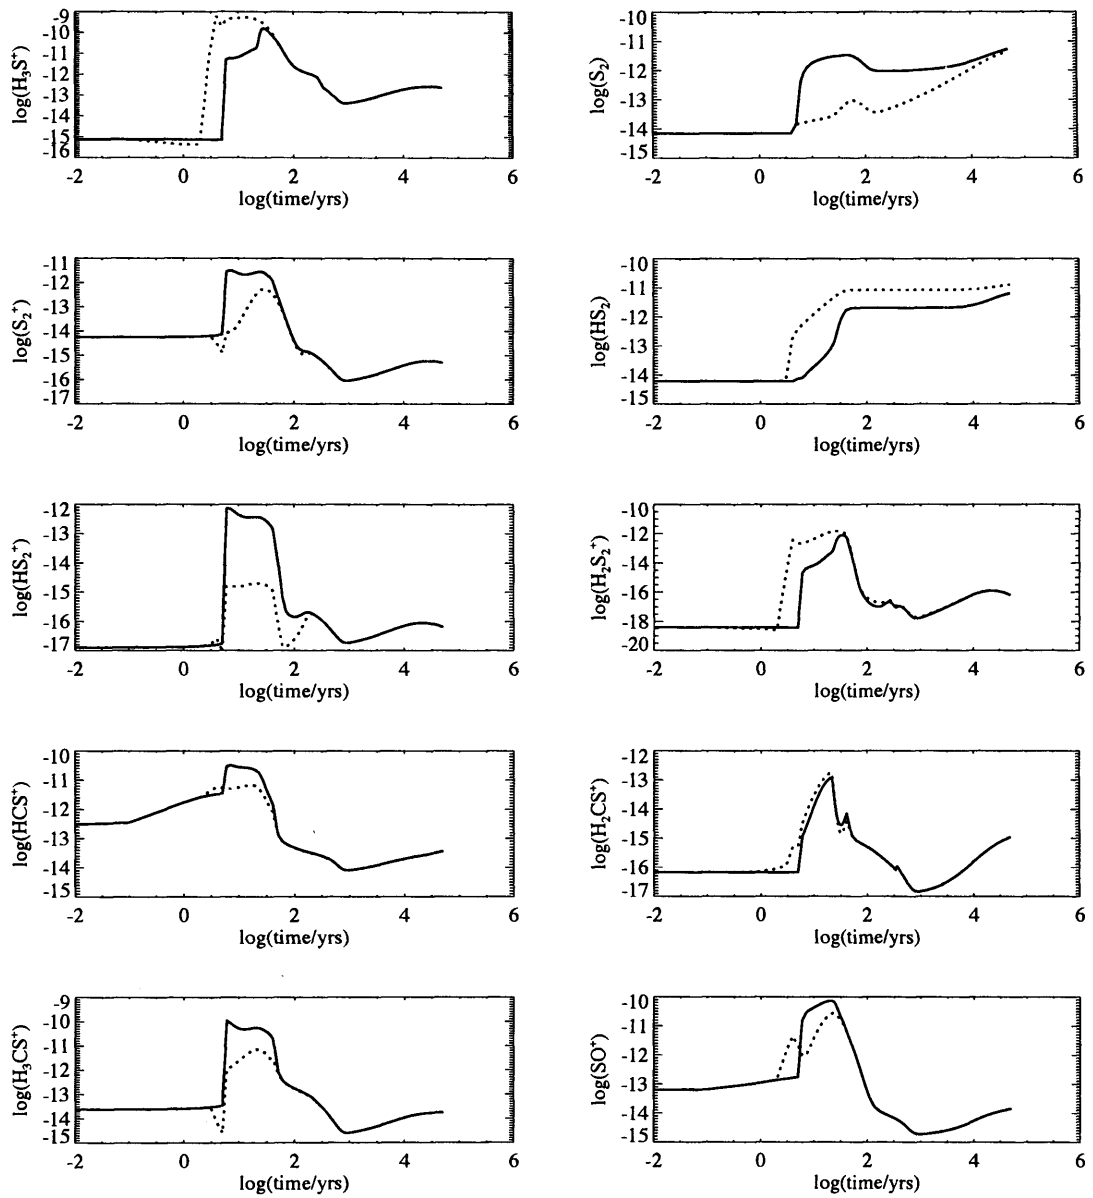 log(H₃S⁺)
-9
-10
-11
-12
-13
-14
-15
-16
-2 0 2 4 6
log(time/yrs)
log(S₂)
-10
-11
-12
-13
-14
-15
-2 0 2 4 6
log(time/yrs)
log(S₂⁺)
-11
-12
-13
-14
-15
-16
-17
-2 0 2 4 6
log(time/yrs)
log(HS₂)
-10
-11
-12
-13
-14
-15
-2 0 2 4 6
log(time/yrs)
log(HS₂⁺)
-12
-13
-14
-15
-16
-17
-2 0 2 4 6
log(time/yrs)
log(H₂S₂⁺)
-10
-12
-14
-16
-18
-20
-2 0 2 4 6
log(time/yrs)
log(HCS⁺)
-10
-11
-12
-13
-14
-15
-2 0 2 4 6
log(time/yrs)
log(H₂CS⁺)
-12
-13
-14
-15
-16
-17
-2 0 2 4 6
log(time/yrs)
log(H₃CS⁺)
-9
-10
-11
-12
-13
-14
-15
-2 0 2 4 6
log(time/yrs)
log(SO⁺)
-10
-11
-12
-13
-14
-15
-2 0 2 4 6
log(time/yrs)